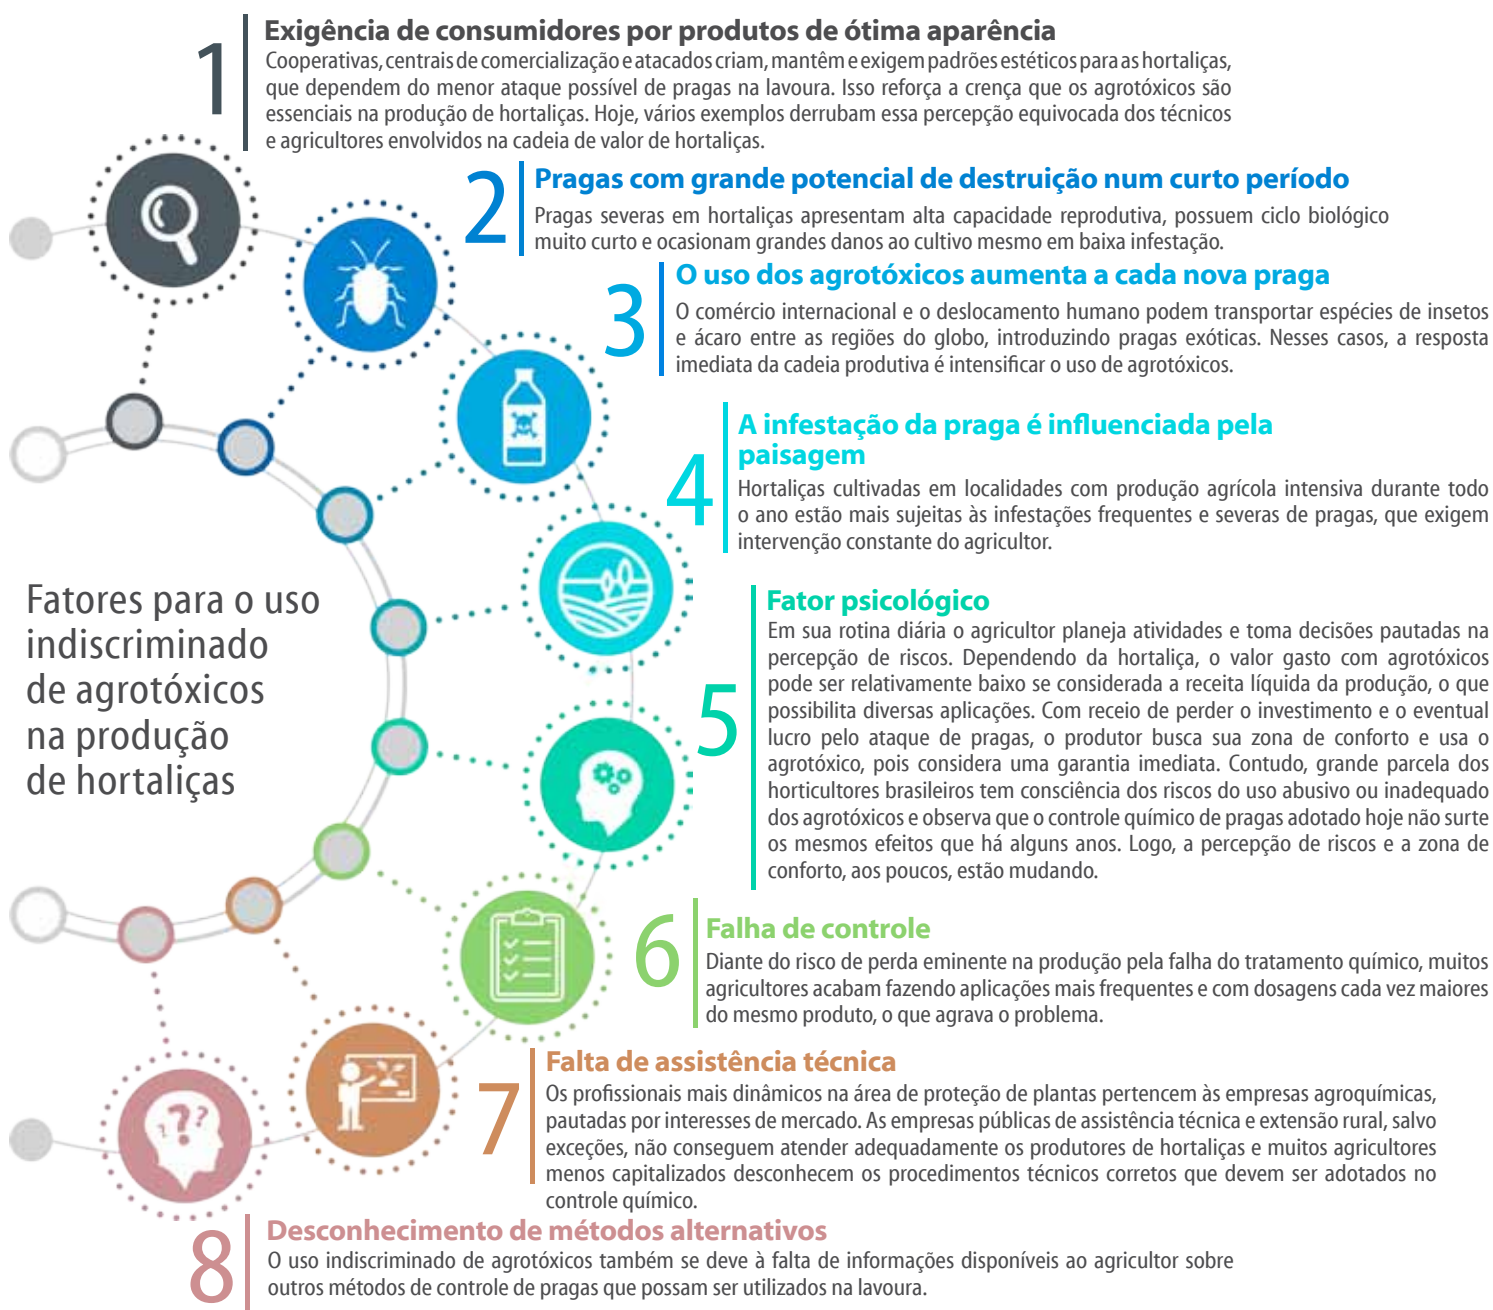 1
Exigência de consumidores por produtos de ótima aparência
Cooperativas, centrais de comercialização e atacados criam, mantêm e exigem padrões estéticos para as hortaliças,
que dependem do menor ataque possível de pragas na lavoura. Isso reforça a crença que os agrotóxicos são
essenciais na produção de hortaliças. Hoje, vários exemplos derrubam essa percepção equivocada dos técnicos
e agricultores envolvidos na cadeia de valor de hortaliças.
2
Pragas com grande potencial de destruição num curto período
Pragas severas em hortaliças apresentam alta capacidade reprodutiva, possuem ciclo biológico
muito curto e ocasionam grandes danos ao cultivo mesmo em baixa infestação.
3
O uso dos agrotóxicos aumenta a cada nova praga
O comércio internacional e o deslocamento humano podem transportar espécies de insetos
e ácaro entre as regiões do globo, introduzindo pragas exóticas. Nesses casos, a resposta
imediata da cadeia produtiva é intensificar o uso de agrotóxicos.
4
A infestação da praga é influenciada pela
paisagem
Hortaliças cultivadas em localidades com produção agrícola intensiva durante todo
o ano estão mais sujeitas às infestações frequentes e severas de pragas, que exigem
intervenção constante do agricultor.
Fatores para o uso
indiscriminado
de agrotóxicos
na produção
de hortaliças
5
Fator psicológico
Em sua rotina diária o agricultor planeja atividades e toma decisões pautadas na
percepção de riscos. Dependendo da hortaliça, o valor gasto com agrotóxicos
pode ser relativamente baixo se considerada a receita líquida da produção, o que
possibilita diversas aplicações. Com receio de perder o investimento e o eventual
lucro pelo ataque de pragas, o produtor busca sua zona de conforto e usa o
agrotóxico, pois considera uma garantia imediata. Contudo, grande parcela dos
horticultores brasileiros tem consciência dos riscos do uso abusivo ou inadequado
dos agrotóxicos e observa que o controle químico de pragas adotado hoje não surte
os mesmos efeitos que há alguns anos. Logo, a percepção de riscos e a zona de
conforto, aos poucos, estão mudando.
6
Falha de controle
Diante do risco de perda eminente na produção pela falha do tratamento químico, muitos
agricultores acabam fazendo aplicações mais frequentes e com dosagens cada vez maiores
do mesmo produto, o que agrava o problema.
7
Falta de assistência técnica
Os profissionais mais dinâmicos na área de proteção de plantas pertencem às empresas agroquímicas,
pautadas por interesses de mercado. As empresas públicas de assistência técnica e extensão rural, salvo
exceções, não conseguem atender adequadamente os produtores de hortaliças e muitos agricultores
menos capitalizados desconhecem os procedimentos técnicos corretos que devem ser adotados no
controle químico.
???
8
Desconhecimento de métodos alternativos
O uso indiscriminado de agrotóxicos também se deve à falta de informações disponíveis ao agricultor sobre
outros métodos de controle de pragas que possam ser utilizados na lavoura.